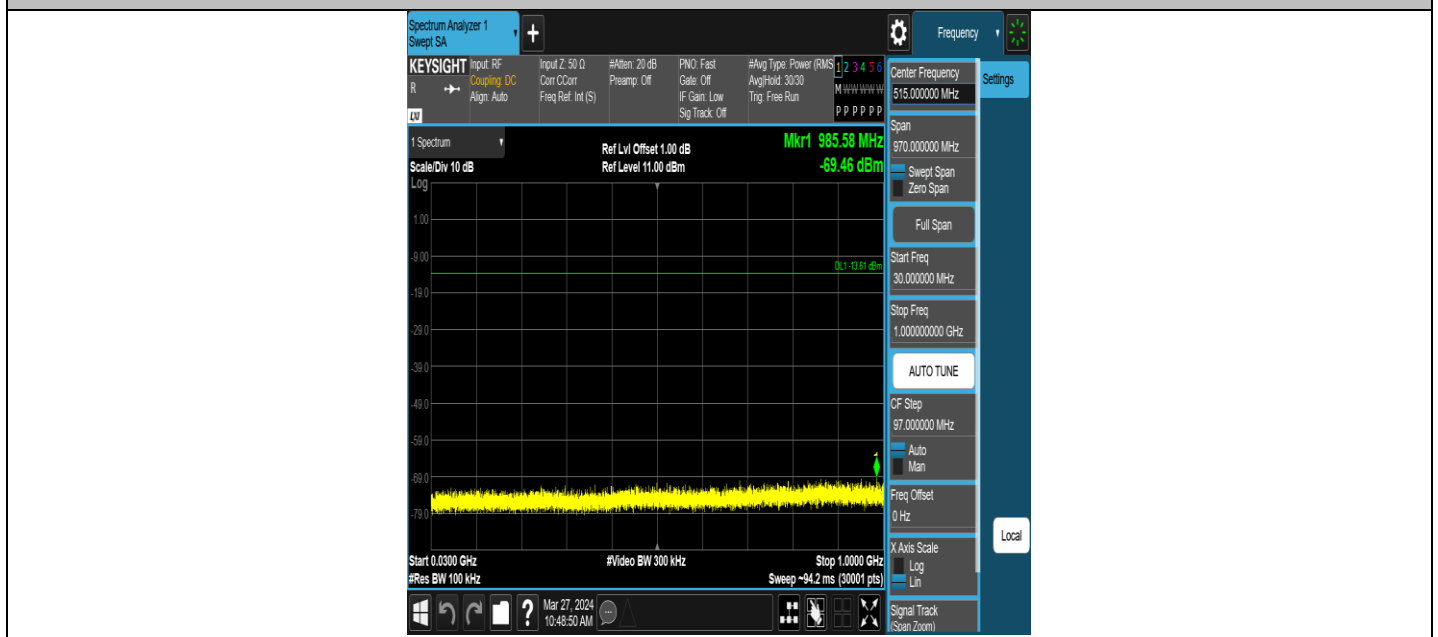 Spectrum Analyzer 1
Swept SA
+
Frequency
KEYSIGHT
R
LXI
Input: RF
Coupling: DC
Align: Auto
Input Z: 50 Ω
Corr CCorr
Freq Ref: Int (S)
#Atten: 20 dB
Preamp: Off
PNO: Fast
Gate: Off
IF Gain: Low
Sig Track: Off
#Avg Type: Power (RMS
Avg|Hold: 30/30
Trig: Free Run
1 2 3 4 5 6
M W W W W W
P P P P P P
Center Frequency
515.000000 MHz
Settings
1 Spectrum
Scale/Div 10 dB
Log
Ref Lvl Offset 1.00 dB
Ref Level 11.00 dBm
Mkr1 985.58 MHz
-69.46 dBm
1.00
-9.00
-19.0
-29.0
-39.0
-49.0
-59.0
-69.0
-79.0
DL1 -13.61 dBm
1
Start 0.0300 GHz
#Res BW 100 kHz
#Video BW 300 kHz
Stop 1.0000 GHz
Sweep ~94.2 ms (30001 pts)
Span
970.000000 MHz
Swept Span
Zero Span
Full Span
Start Freq
30.000000 MHz
Stop Freq
1.000000000 GHz
AUTO TUNE
CF Step
97.000000 MHz
Auto
Man
Freq Offset
0 Hz
X Axis Scale
Log
Lin
Signal Track
(Span Zoom)
Local
?
Mar 27, 2024
10:48:50 AM